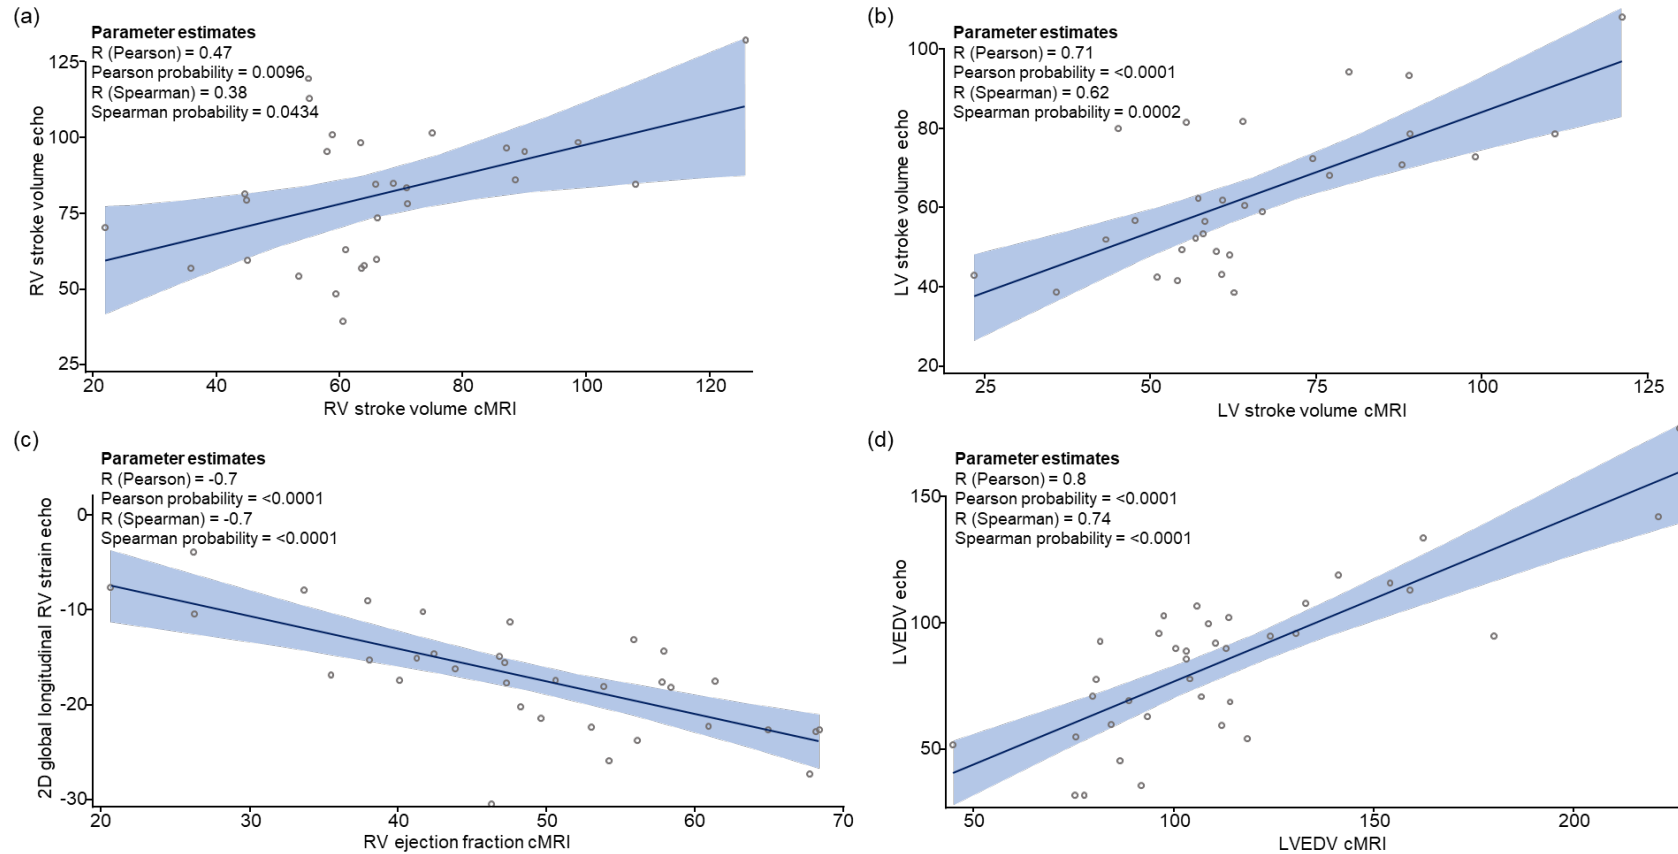 (a)
Parameter estimates
R (Pearson) = 0.47
Pearson probability = 0.0096
R (Spearman) = 0.38
Spearman probability = 0.0434
RV stroke volume echo
125
100
75
50
25
20 40 60 80 100 120
RV stroke volume cMRI
(b)
Parameter estimates
R (Pearson) = 0.71
Pearson probability = <0.0001
R (Spearman) = 0.62
Spearman probability = 0.0002
LV stroke volume echo
100
80
60
40
20
25 50 75 100 125
LV stroke volume cMRI
(c)
Parameter estimates
R (Pearson) = -0.7
Pearson probability = <0.0001
R (Spearman) = -0.7
Spearman probability = <0.0001
2D global longitudinal RV strain echo
0
-10
-20
-30
20 30 40 50 60 70
RV ejection fraction cMRI
(d)
Parameter estimates
R (Pearson) = 0.8
Pearson probability = <0.0001
R (Spearman) = 0.74
Spearman probability = <0.0001
LVEDV echo
150
100
50
50 100 150 200
LVEDV cMRI